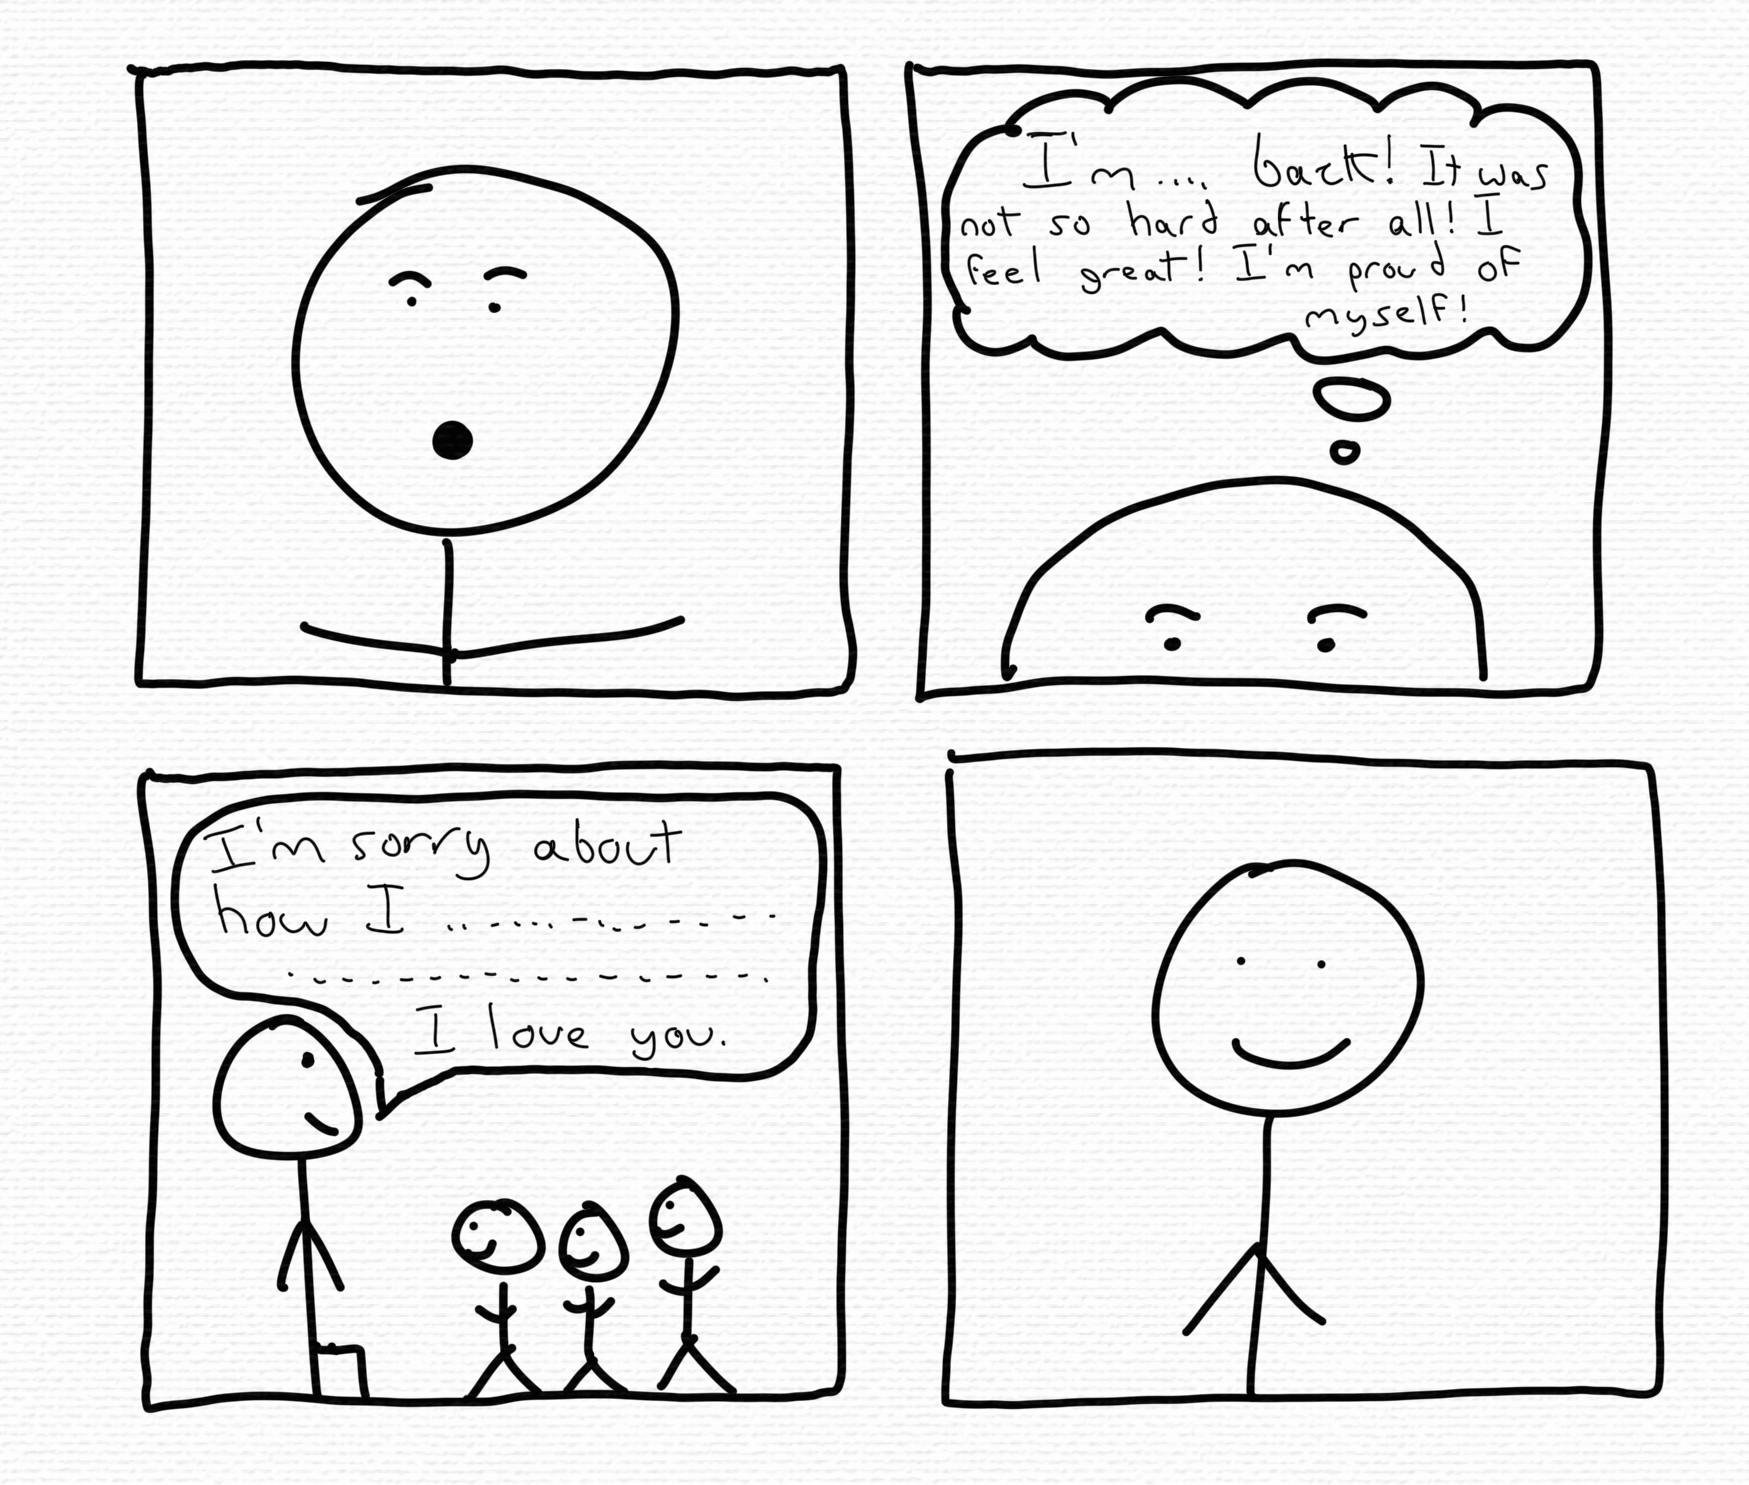 I'm.... back! It was
not so hard after all! I
feel great! I'm proud of
myself!
I'm sorry about
how I ..-...-..--.---
.---------------.
I love you.